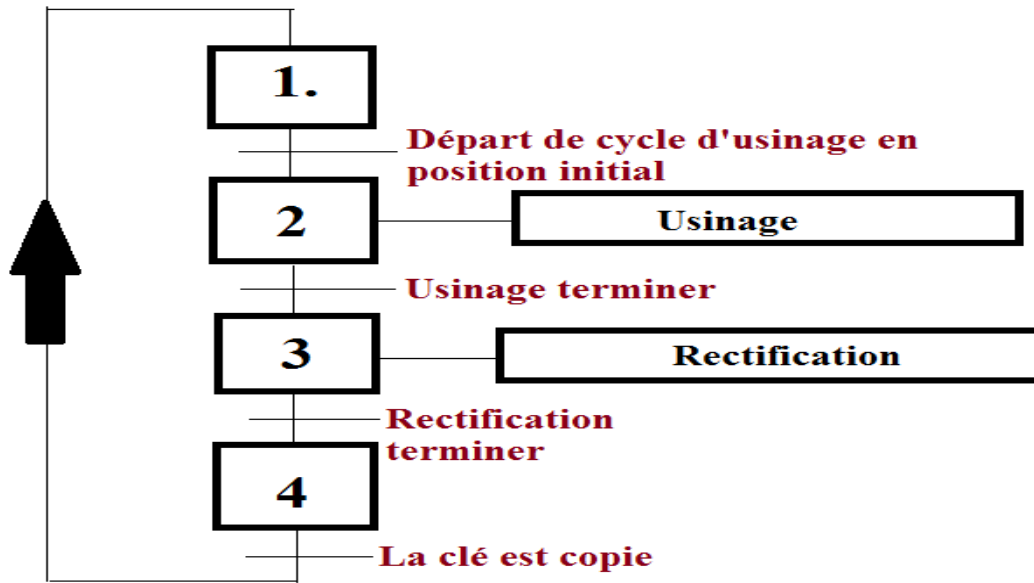 1.
Départ de cycle d'usinage en
position initial
2
Usinage
Usinage terminer
3
Rectification
Rectification
terminer
4
La clé est copie